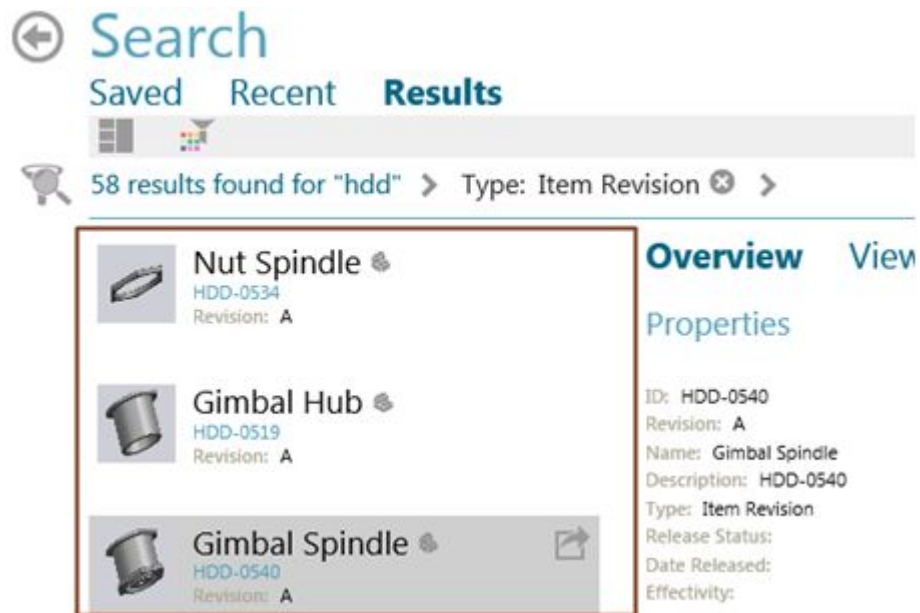 Search
Saved Recent Results
58 results found for "hdd" > Type: Item Revision >
Nut Spindle
HDD-0534
Revision: A
Gimbal Hub
HDD-0519
Revision: A
Gimbal Spindle
HDD-0540
Revision: A
Overview View
Properties
ID: HDD-0540
Revision: A
Name: Gimbal Spindle
Description: HDD-0540
Type: Item Revision
Release Status:
Date Released:
Effectivity: